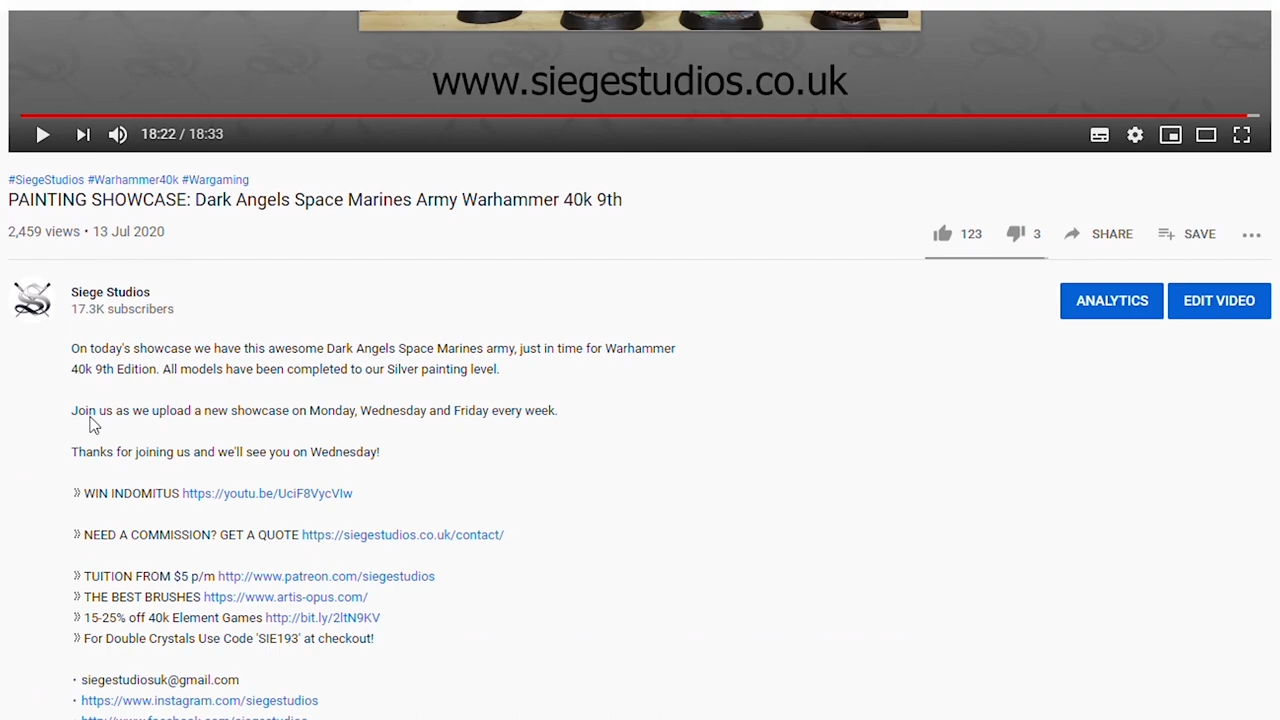 www.siegestudios.co.uk
18:22 / 18:33
#SiegeStudios #Warhammer40k #Wargaming
PAINTING SHOWCASE: Dark Angels Space Marines Army Warhammer 40k 9th
2,459 views • 13 Jul 2020
123 3 SHARE SAVE
Siege Studios
17.3K subscribers
ANALYTICS EDIT VIDEO
On today's showcase we have this awesome Dark Angels Space Marines army, just in time for Warhammer
40k 9th Edition. All models have been completed to our Silver painting level.
Join us as we upload a new showcase on Monday, Wednesday and Friday every week.
Thanks for joining us and we'll see you on Wednesday!
⟫ WIN INDOMITUS https://youtu.be/UciF8VycVIw
⟫ NEED A COMMISSION? GET A QUOTE https://siegestudios.co.uk/contact/
⟫ TUITION FROM $5 p/m http://www.patreon.com/siegestudios
⟫ THE BEST BRUSHES https://www.artis-opus.com/
⟫ 15-25% off 40k Element Games http://bit.ly/2ltN9KV
⟫ For Double Crystals Use Code 'SIE193' at checkout!
· siegestudiosuk@gmail.com
· https://www.instagram.com/siegestudios
· http://www.facebook.com/siegestudios